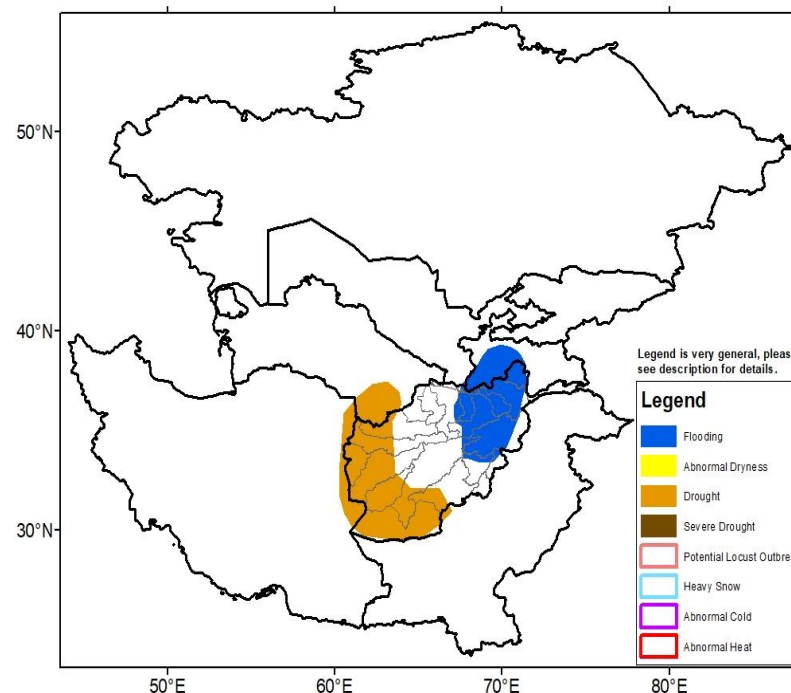 50°N
40°N
30°N
50°E
60°E
70°E
80°E
Legend is very general, pleas
see description for details.
Legend
Flooding
Abnormal Dryness
Drought
Severe Drought
Potential Locust Outbre
Heavy Snow
Abnormal Cold
Abnormal Heat